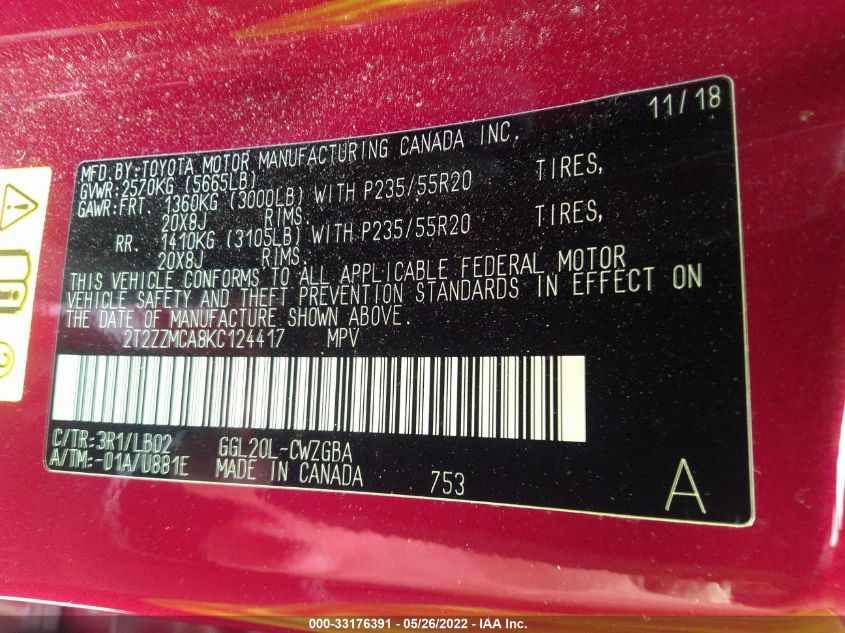 11/18
MFD. BY: TOYOTA MOTOR MANUFACTURING CANADA INC.
GVWR: 2570KG (5665LB)
GAWR: FRT. 1360KG (3000LB) WITH P235/55R20 TIRES,
20X8J RIMS.
RR. 1410KG (3105LB) WITH P235/55R20 TIRES,
20X8J RIMS.
THIS VEHICLE CONFORMS TO ALL APPLICABLE FEDERAL MOTOR
VEHICLE SAFETY AND THEFT PREVENTION STANDARDS IN EFFECT ON
THE DATE OF MANUFACTURE SHOWN ABOVE.
2T2ZZMCA8KC124417 MPV
C/TR: 3R1/LB02 GGL20L-CWZGBA
A/TM: -01A/U881E MADE IN CANADA 753
A
2
000-33176391 - 05/26/2022 - IAA Inc.